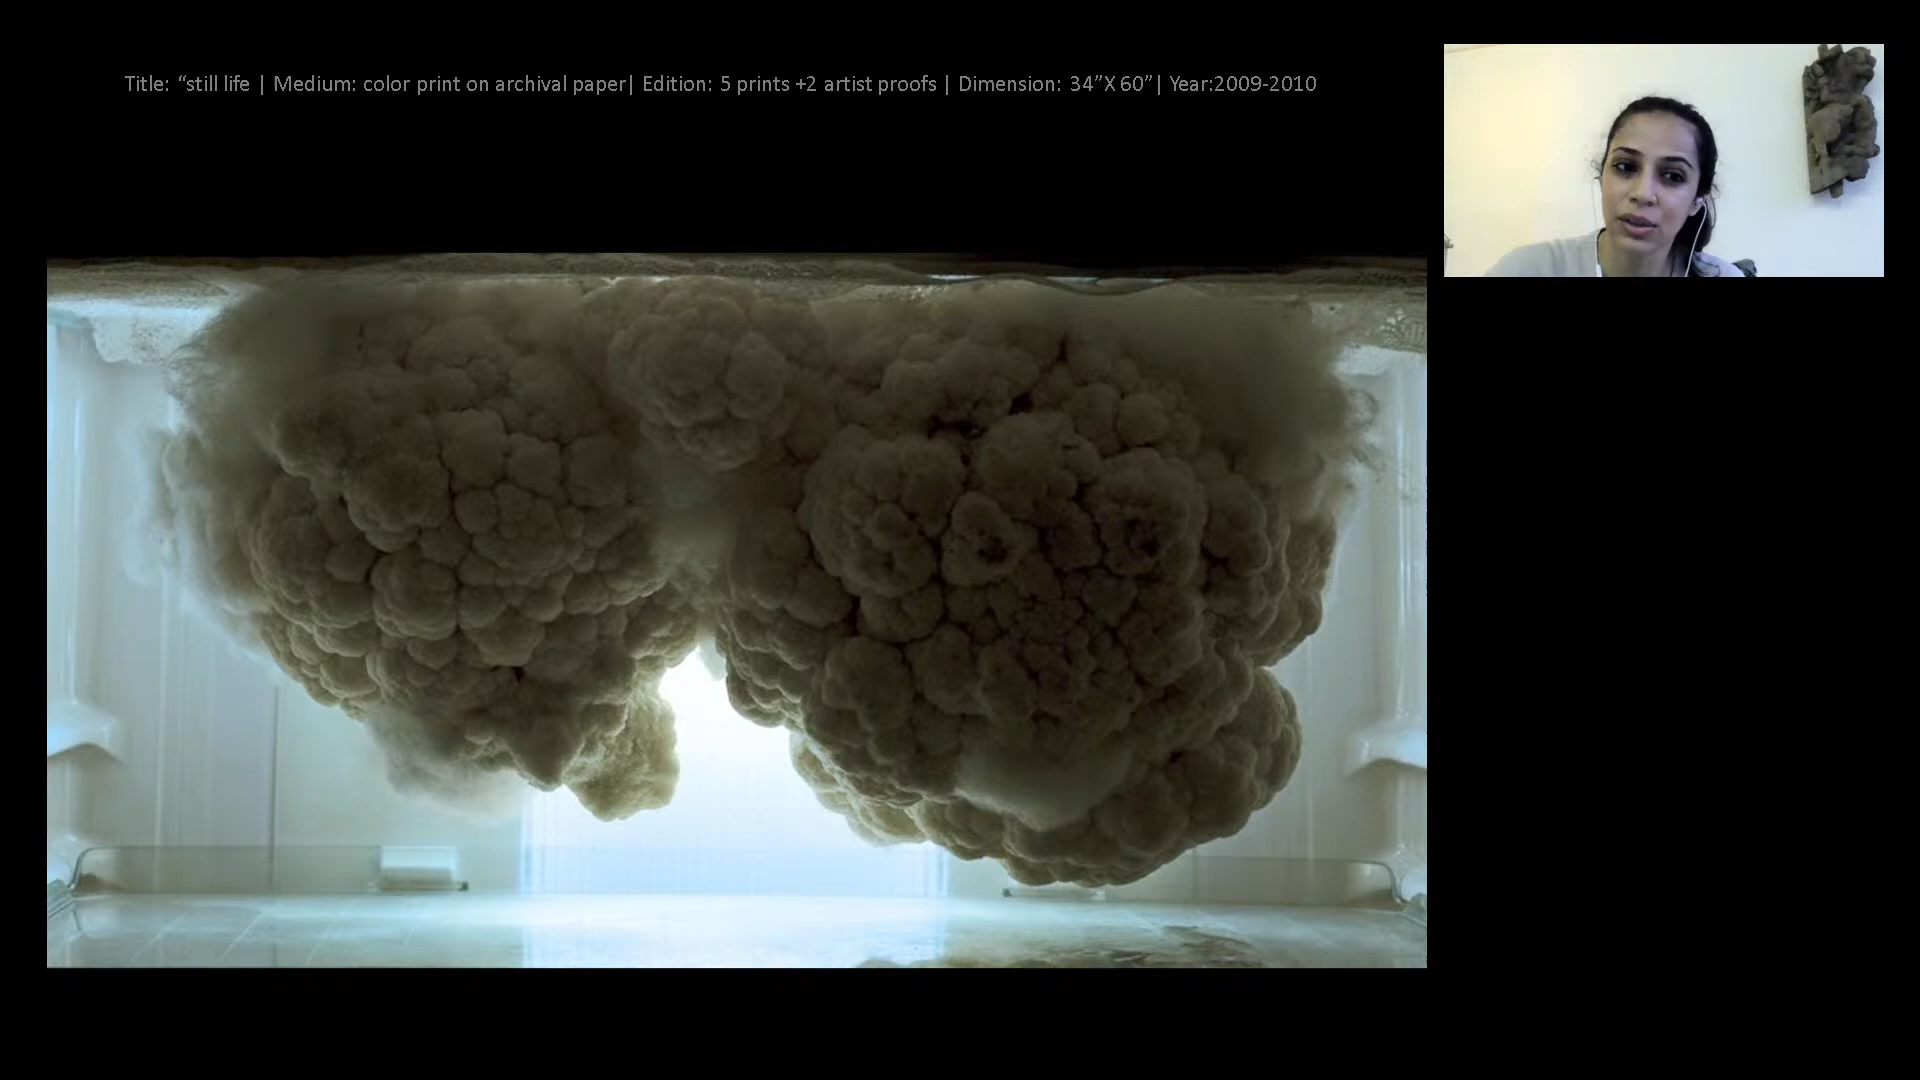 Title: “still life | Medium: color print on archival paper| Edition: 5 prints +2 artist proofs | Dimension: 34”X 60”| Year:2009-2010